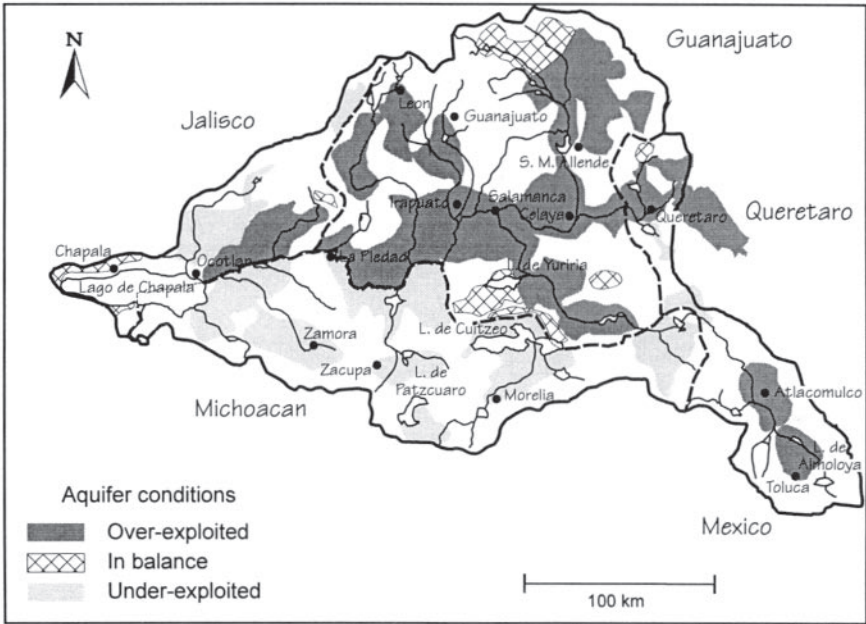 N
Guanajuato
Jalisco
Leon
Guanajuato
S. M. Allende
Irapuato
Salamanca
Celaya
Queretaro
Queretaro
Chapala
Ocotlan
La Piedad
Lago de Chapala
L. de Yuriria
Zamora
L. de Cuitzeo
Zacupa
L. de
Patzcuaro
Michoacan
Morelia
Atlacomulco
L. de
Almoloya
Toluca
Mexico
Aquifer conditions
Over-exploited
In balance
Under-exploited
100 km